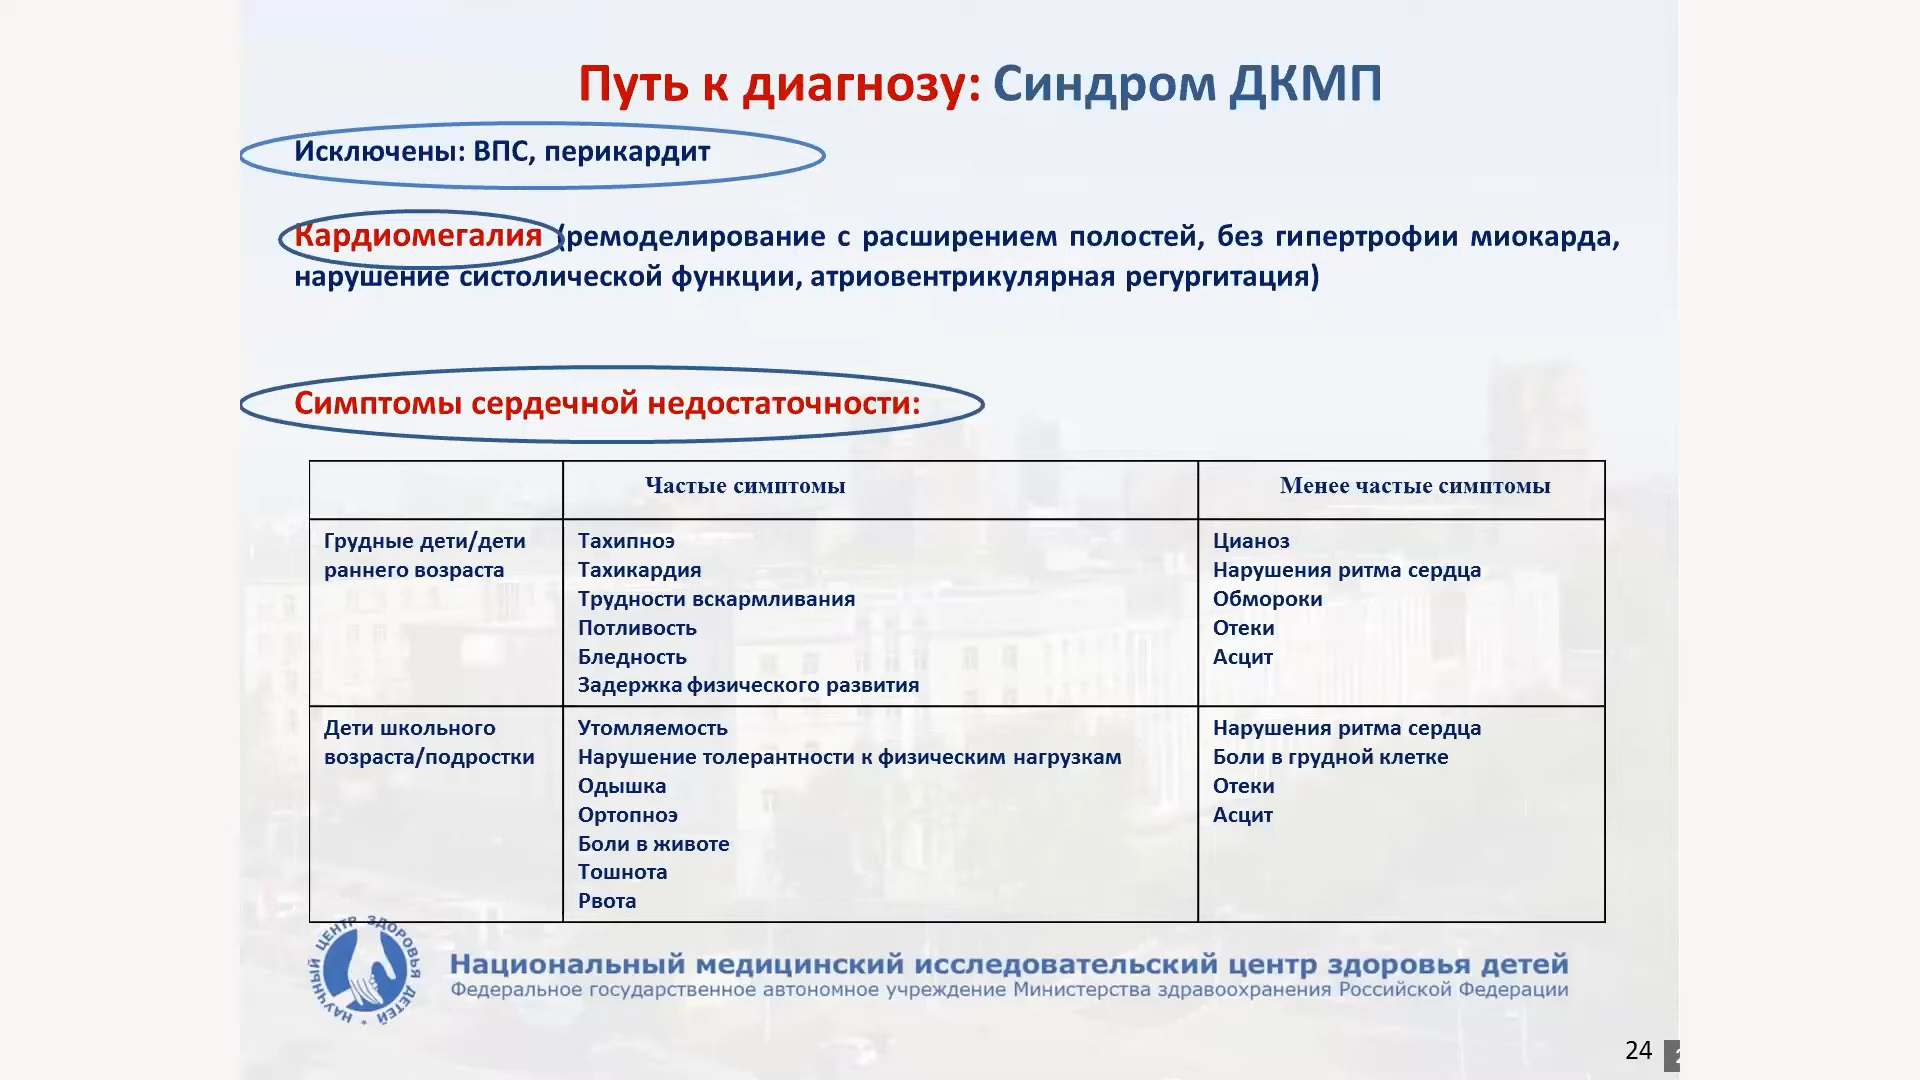 Путь к диагнозу: Синдром ДКМП
Исключены: ВПС, перикардит
Кардиомегалия (ремоделирование с расширением полостей, без гипертрофии миокарда,
нарушение систолической функции, атриовентрикулярная регургитация)
Симптомы сердечной недостаточности:
Частые симптомы
Менее частые симптомы
Грудные дети/дети
раннего возраста
Тахипноэ
Тахикардия
Трудности вскармливания
Потливость
Бледность
Задержка физического развития
Цианоз
Нарушения ритма сердца
Обмороки
Отеки
Асцит
Дети школьного
возраста/подростки
Утомляемость
Нарушение толерантности к физическим нагрузкам
Одышка
Ортопноэ
Боли в животе
Тошнота
Рвота
Нарушения ритма сердца
Боли в грудной клетке
Отеки
Асцит
НАУЧНЫЙ ЦЕНТР ЗДОРОВЬЯ ДЕТЕЙ
Национальный медицинский исследовательский центр здоровья детей
Федеральное государственное автономное учреждение Министерства здравоохранения Российской Федерации
24